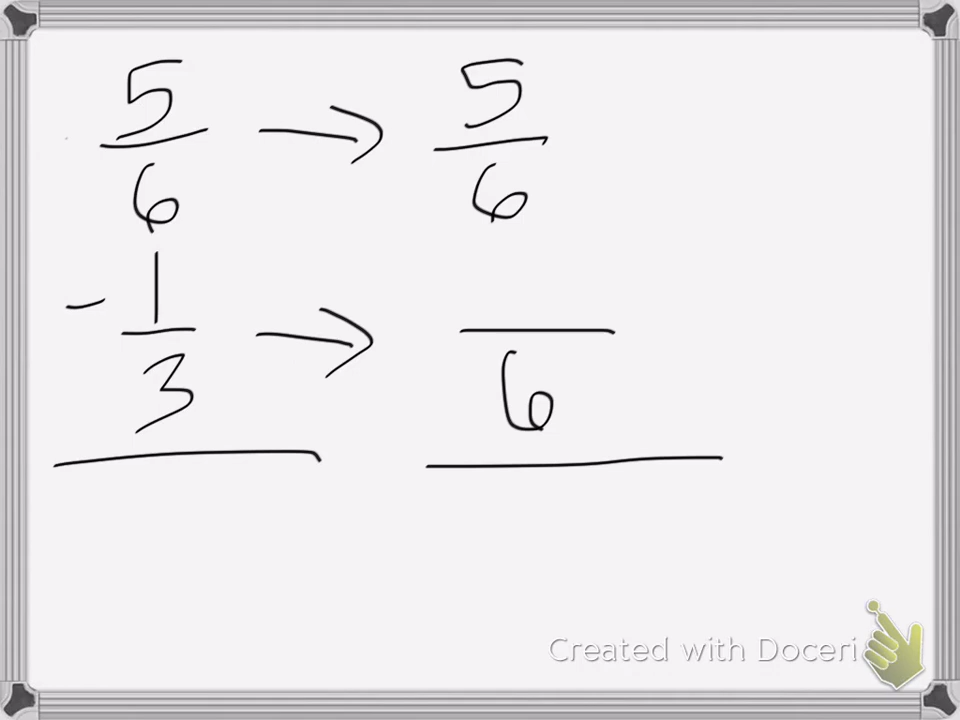 5/6 → 5/6
- 1/3 → /6
Created with Doceri